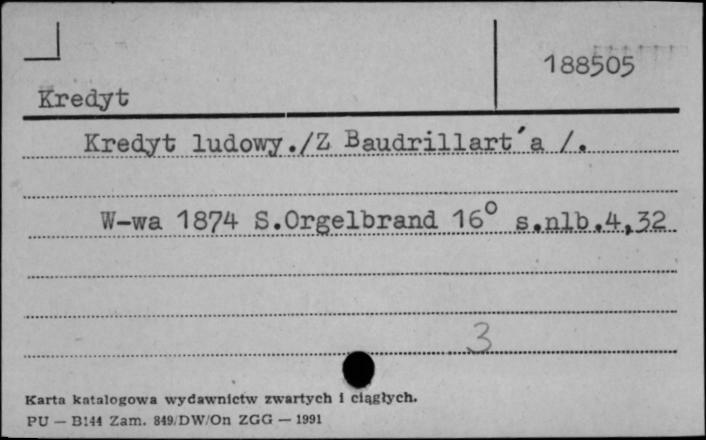 188505
Kredyt
Kredyt ludowy./Z Baudrillart´a /.
W-wa 1874 S.Orgelbrand 16° s.nlb.4,32
3
Karta katalogowa wydawnictw zwartych i ciągłych.
PU — B144 Zam. 849/DW/On ZGG — 1991